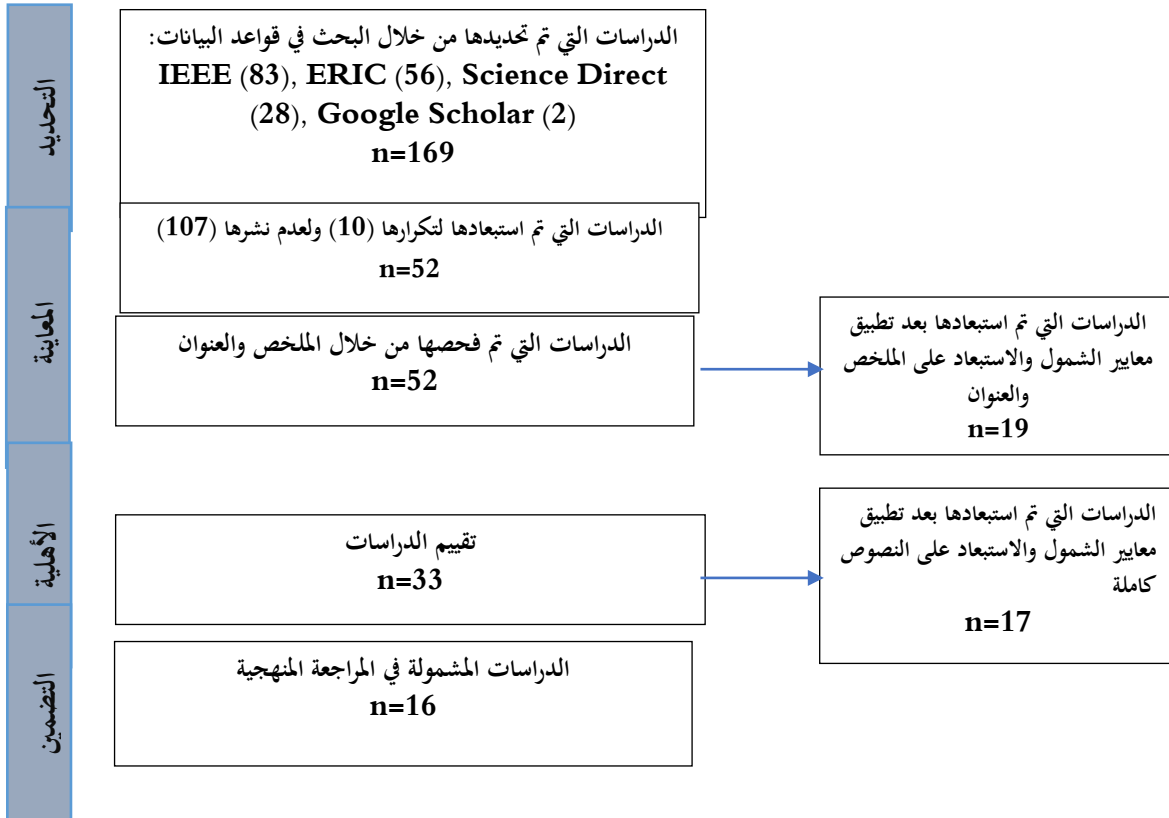 التحديد
الدراسات التي تم تحديدها من خلال البحث في قواعد البيانات:
IEEE (83), ERIC (56), Science Direct
(28), Google Scholar (2)
n=169
المعاينة
الدراسات التي تم استبعادها لتكرارها (10) ولعدم نشرها (107)
n=52
الدراسات التي تم فحصها من خلال الملخص والعنوان
n=52
الدراسات التي تم استبعادها بعد تطبيق
معايير الشمول والاستبعاد على الملخص
والعنوان
n=19
الأهلية
تقييم الدراسات
n=33
الدراسات التي تم استبعادها بعد تطبيق
معايير الشمول والاستبعاد على النصوص
كاملة
n=17
التضمين
الدراسات المشمولة في المراجعة المنهجية
n=16